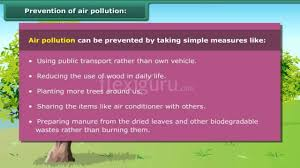 Prevention of air pollution:
Air pollution can be prevented by taking simple measures like:
• Using public transport rather than own vehicle.
• Reducing the use of wood in daily life.
• Planting more trees around us.
• Sharing the items like air conditioner with others.
• Preparing manure from the dried leaves and other biodegradable
wastes rather than burning them.
flexiguru.com